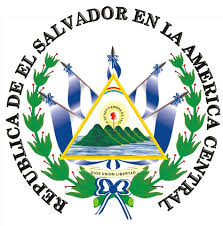 REPUBLICA DE EL SALVADOR EN LA AMERICA CENTRAL
DIOS UNION LIBERTAD